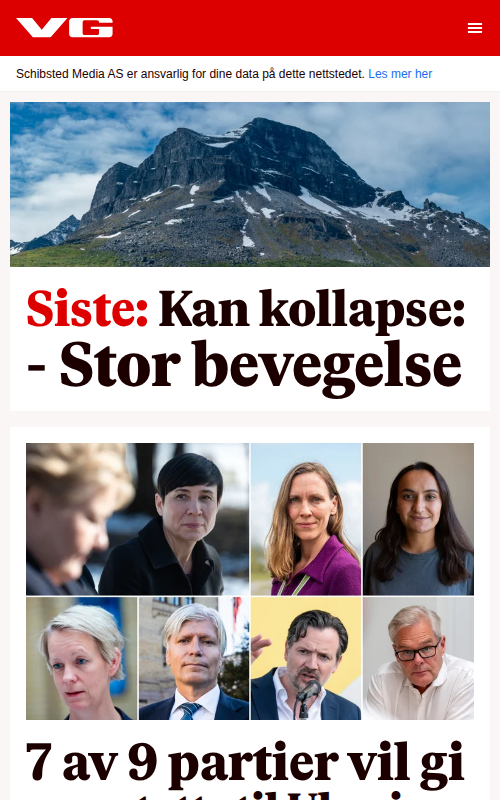 VG
Schibsted Media AS er ansvarlig for dine data på dette nettstedet. Les mer her
Siste: Kan kollapse:
- Stor bevegelse
7 av 9 partier vil gi